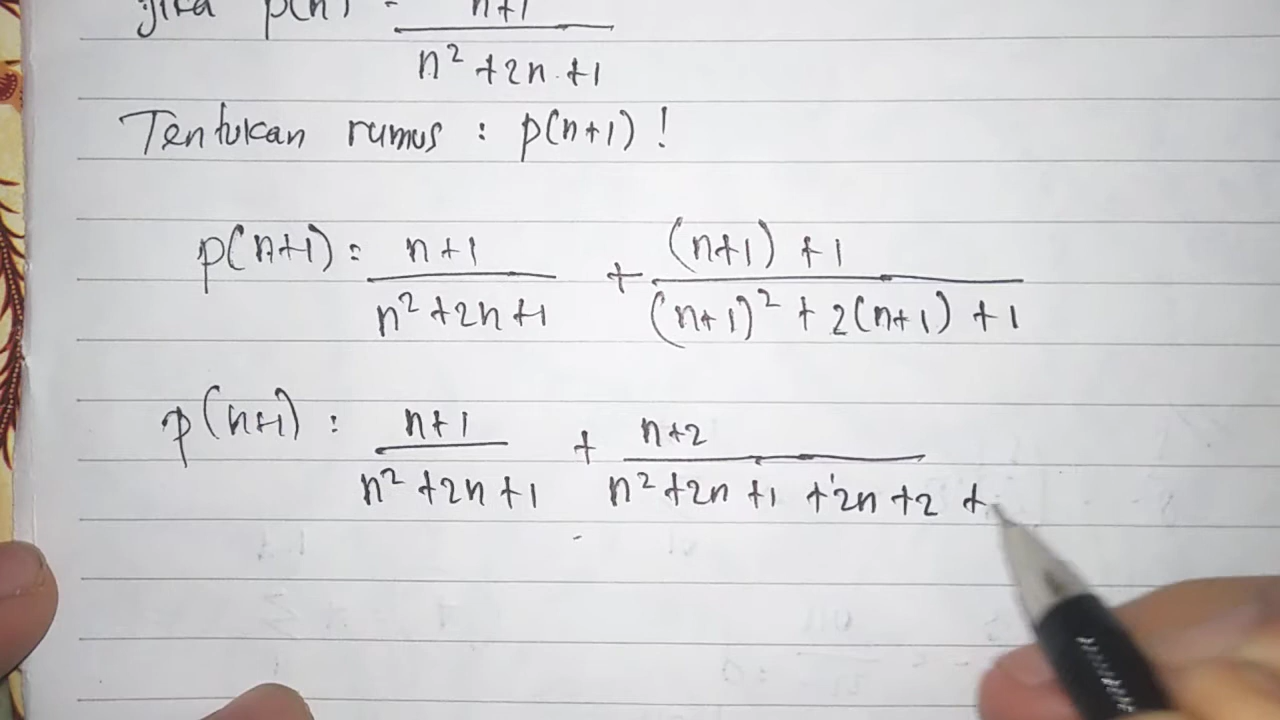 Jika p(n) = n+1
n² +2n +1
Tentukan rumus : p(n+1) !
p(n+1) : n+1 + (n+1) +1
n² +2n +1 (n+1)² + 2(n+1) +1
p(n+1) : n+1 + n+2
n² +2n +1 n² +2n +1 +2n +2 +